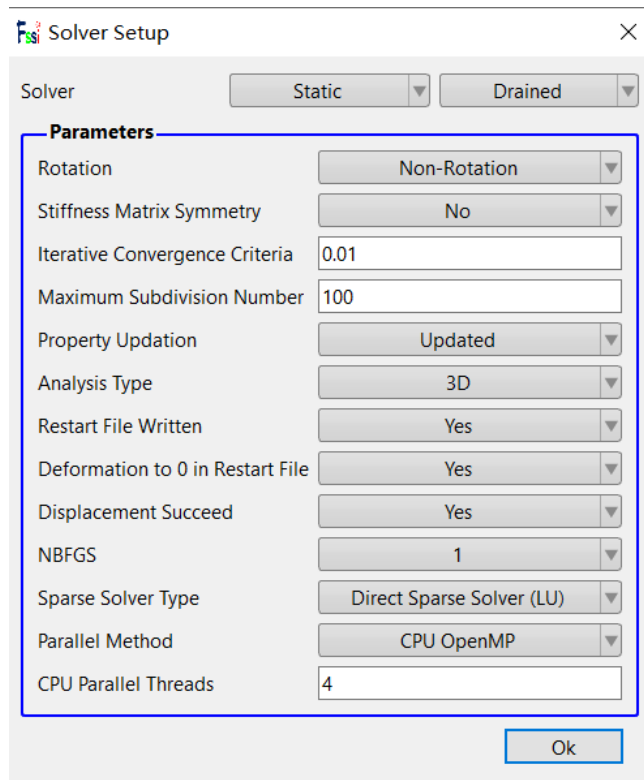 Fssi Solver Setup
Solver Static Drained
Parameters
Rotation Non-Rotation
Stiffness Matrix Symmetry No
Iterative Convergence Criteria 0.01
Maximum Subdivision Number 100
Property Updation Updated
Analysis Type 3D
Restart File Written Yes
Deformation to 0 in Restart File Yes
Displacement Succeed Yes
NBFGS 1
Sparse Solver Type Direct Sparse Solver (LU)
Parallel Method CPU OpenMP
CPU Parallel Threads 4
Ok